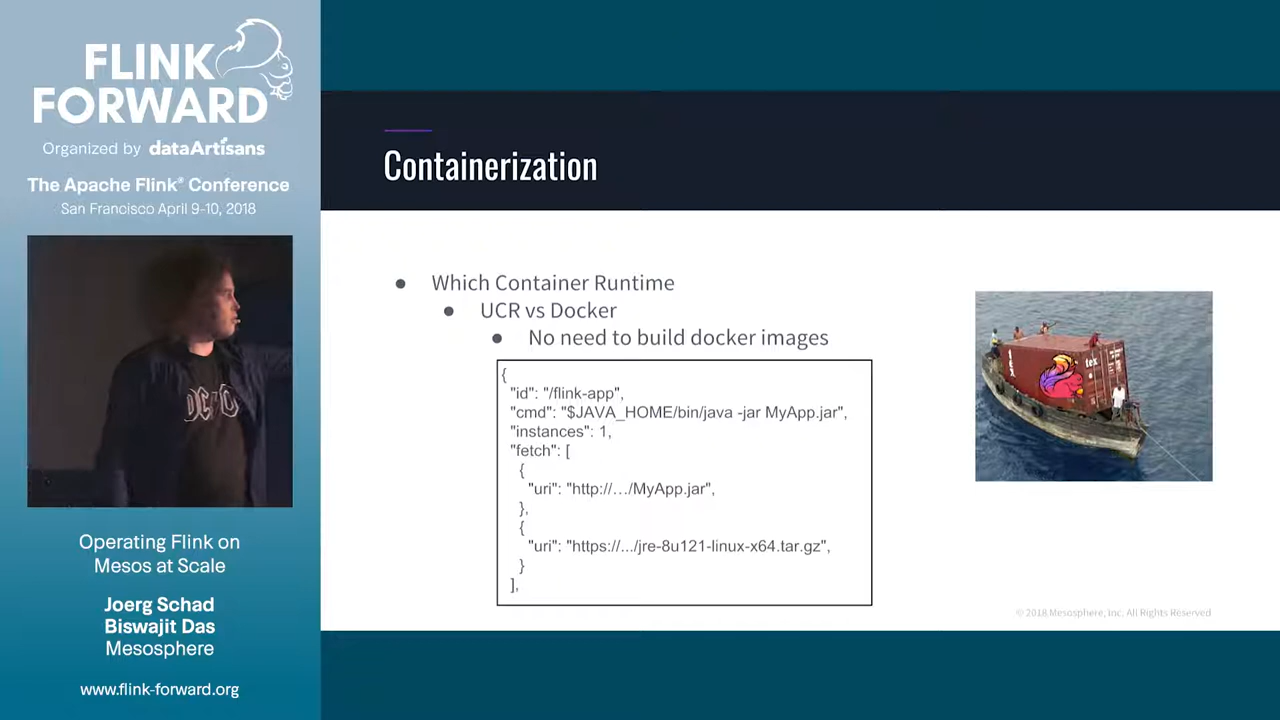 FLINK
FORWARD
Organized by dataArtisans
The Apache Flink® Conference
San Francisco April 9-10, 2018
Operating Flink on
Mesos at Scale
Joerg Schad
Biswajit Das
Mesosphere
www.flink-forward.org
Containerization
● Which Container Runtime
● UCR vs Docker
● No need to build docker images
{
"id": "/flink-app",
"cmd": "$JAVA_HOME/bin/java -jar MyApp.jar",
"instances": 1,
"fetch": [
{
"uri": "http://…/MyApp.jar",
},
{
"uri": "https://.../jre-8u121-linux-x64.tar.gz",
}
],
tex
tex
© 2018 Mesosphere, Inc. All Rights Reserved